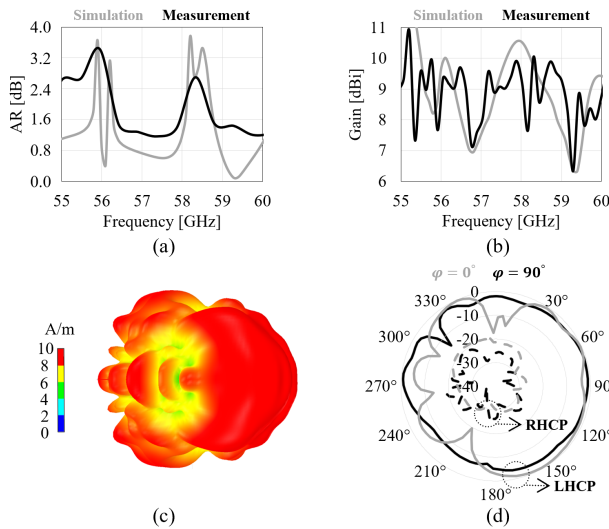 Simulation Measurement
4.0
3.2
2.4
1.6
0.8
0.0
AR [dB]
55 56 57 58 59 60
Frequency [GHz]
(a)
Simulation Measurement
11
10
9
8
7
6
Gain [dBi]
55 56 57 58 59 60
Frequency [GHz]
(b)
A/m
10
8
6
4
2
0
(c)
φ = 0° φ = 90°
0
-10
-20
-30
-40
330° 30°
300° 60°
270° 90
240° 120°
210° 150°
180°
RHCP
LHCP
(d)